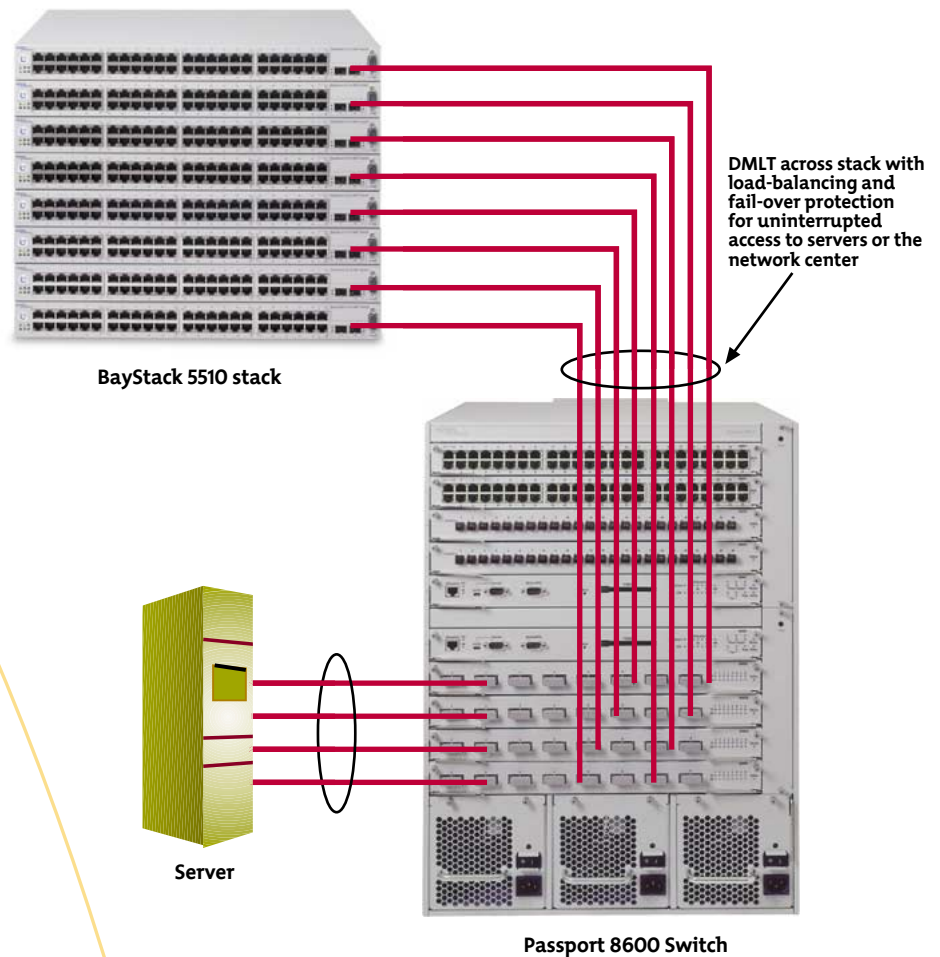 DMLT across stack with
load-balancing and
fail-over protection
for uninterrupted
access to servers or the
network center
BayStack 5510 stack
Server
Passport 8600 Switch